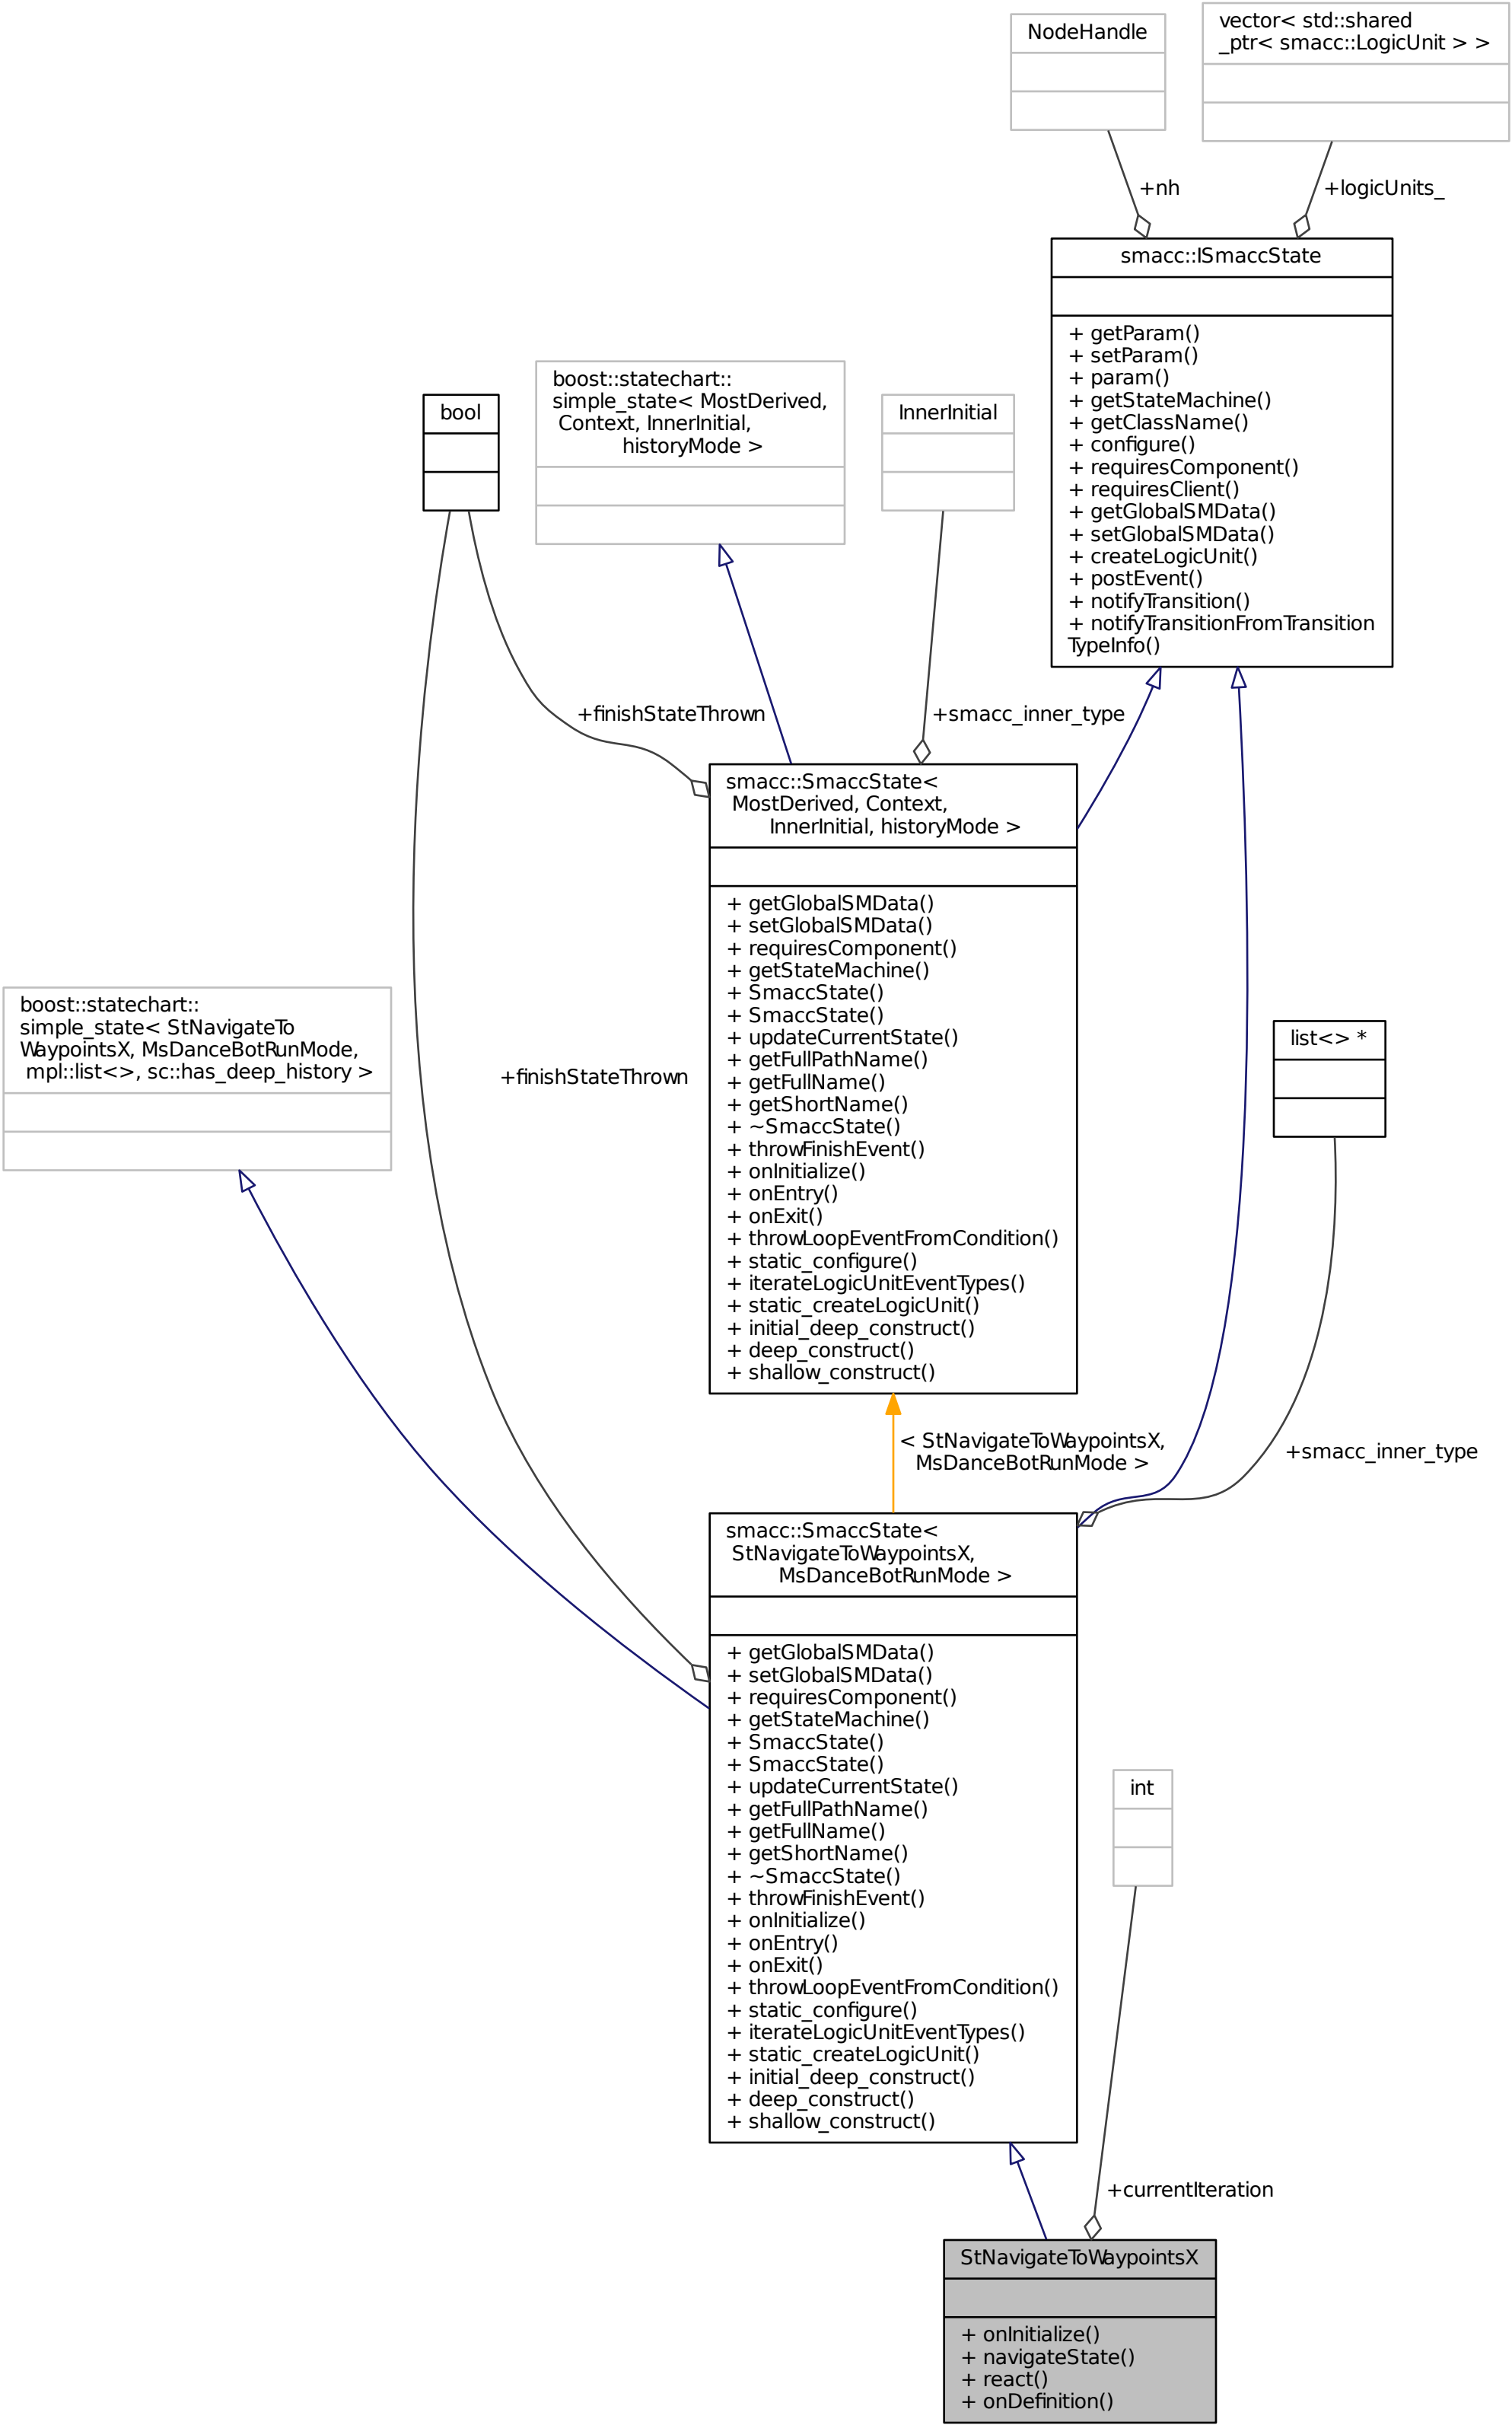 NodeHandle
vector< std::shared
_ptr< smacc::LogicUnit > >
+nh
+logicUnits_
smacc::ISmaccState
+ getParam()
+ setParam()
+ param()
+ getStateMachine()
+ getClassName()
+ configure()
+ requiresComponent()
+ requiresClient()
+ getGlobalSMData()
+ setGlobalSMData()
+ createLogicUnit()
+ postEvent()
+ notifyTransition()
+ notifyTransitionFromTransition
TypeInfo()
bool
boost::statechart::
simple_state< MostDerived,
Context, InnerInitial,
historyMode >
InnerInitial
+finishStateThrown
+smacc_inner_type
smacc::SmaccState<
MostDerived, Context,
InnerInitial, historyMode >
+ getGlobalSMData()
+ setGlobalSMData()
+ requiresComponent()
+ getStateMachine()
+ SmaccState()
+ SmaccState()
+ updateCurrentState()
+ getFullPathName()
+ getFullName()
+ getShortName()
+ ~SmaccState()
+ throwFinishEvent()
+ onInitialize()
+ onEntry()
+ onExit()
+ throwLoopEventFromCondition()
+ static_configure()
+ iterateLogicUnitEventTypes()
+ static_createLogicUnit()
+ initial_deep_construct()
+ deep_construct()
+ shallow_construct()
boost::statechart::
simple_state< StNavigateTo
WaypointsX, MsDanceBotRunMode,
mpl::list<>, sc::has_deep_history >
+finishStateThrown
list<> *
< StNavigateToWaypointsX,
MsDanceBotRunMode >
+smacc_inner_type
smacc::SmaccState<
StNavigateToWaypointsX,
MsDanceBotRunMode >
+ getGlobalSMData()
+ setGlobalSMData()
+ requiresComponent()
+ getStateMachine()
+ SmaccState()
+ SmaccState()
+ updateCurrentState()
+ getFullPathName()
+ getFullName()
+ getShortName()
+ ~SmaccState()
+ throwFinishEvent()
+ onInitialize()
+ onEntry()
+ onExit()
+ throwLoopEventFromCondition()
+ static_configure()
+ iterateLogicUnitEventTypes()
+ static_createLogicUnit()
+ initial_deep_construct()
+ deep_construct()
+ shallow_construct()
int
+currentIteration
StNavigateToWaypointsX
+ onInitialize()
+ navigateState()
+ react()
+ onDefinition()